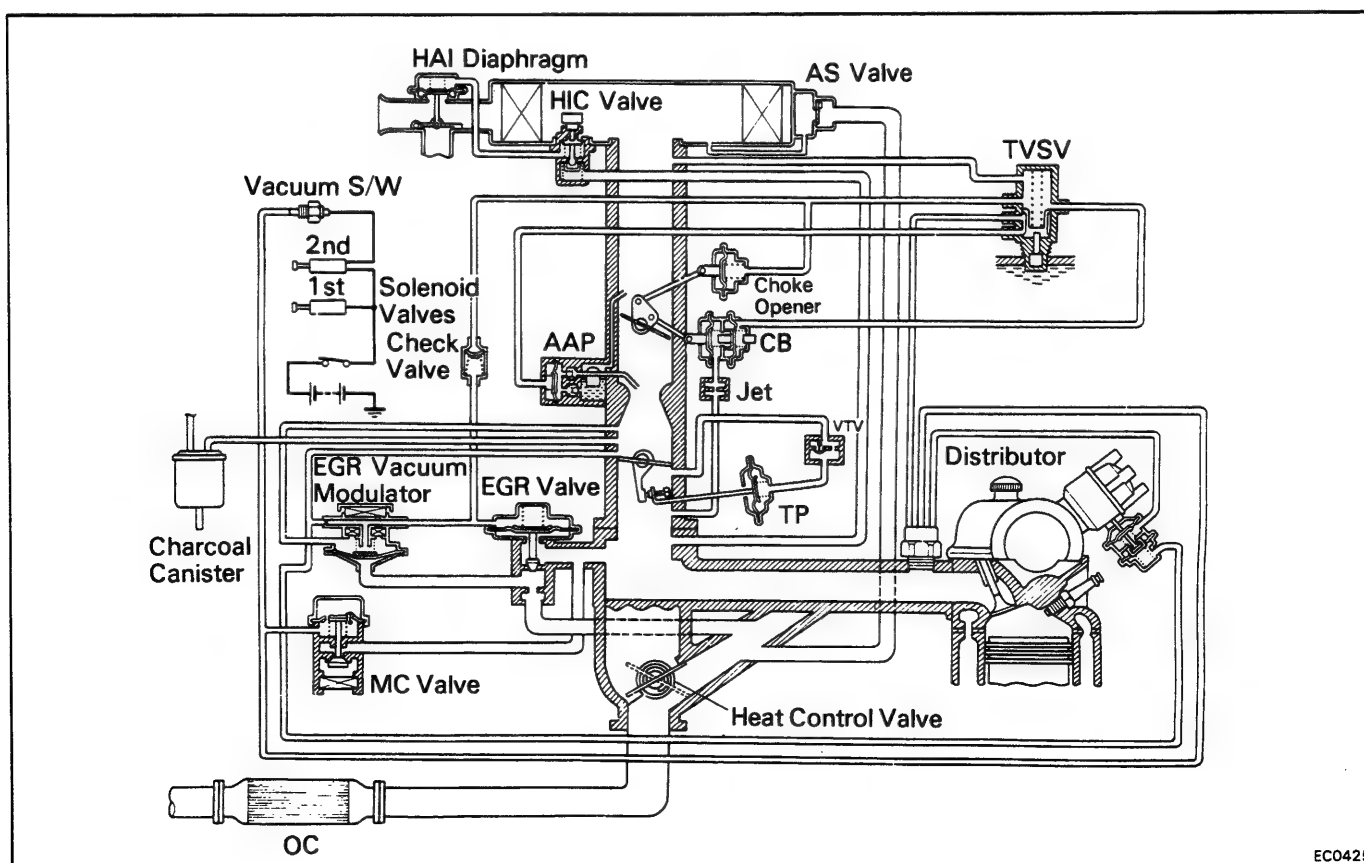 HAI Diaphragm
AS Valve
HIC Valve
TVSV
Vacuum S/W
2nd
1st
Solenoid
Valves
Choke
Opener
Check
Valve
AAP
CB
Jet
VTV
Distributor
EGR Vacuum
Modulator
EGR Valve
TP
Charcoal
Canister
MC Valve
Heat Control Valve
OC